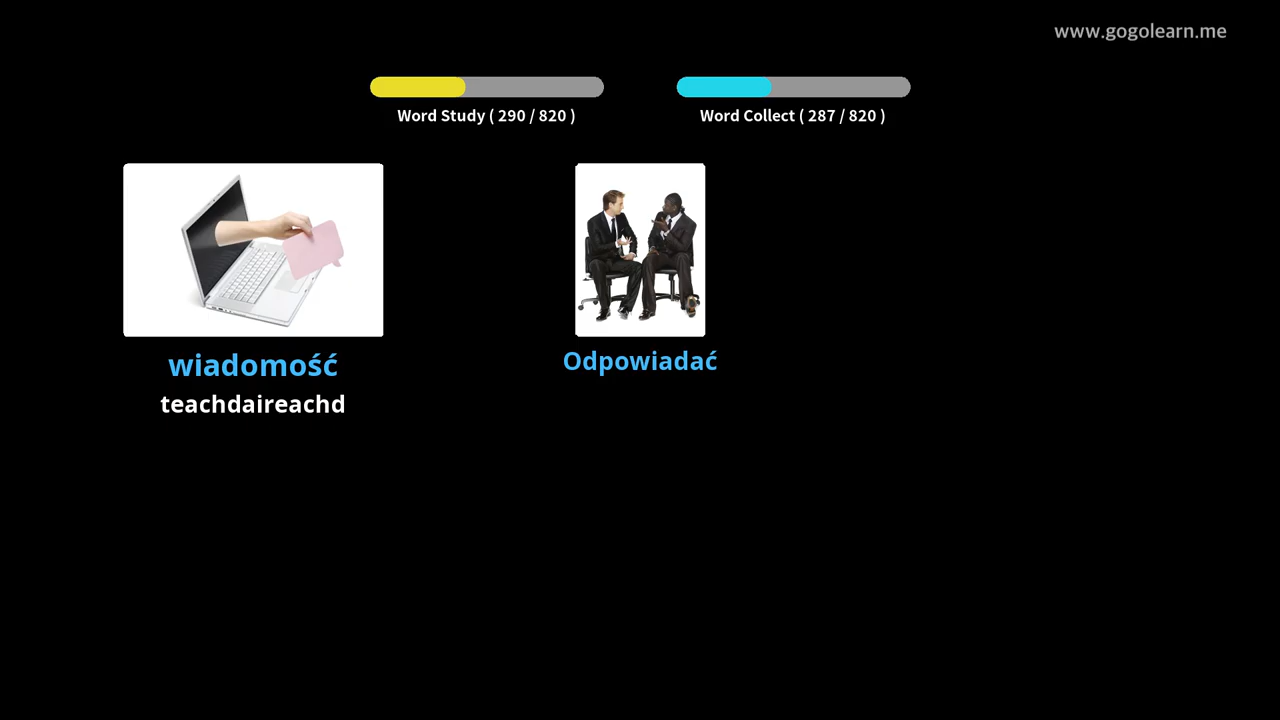 www.gogolearn.me
Word Study ( 290 / 820 )
Word Collect ( 287 / 820 )
wiadomość
teachdaireachd
Odpowiadać